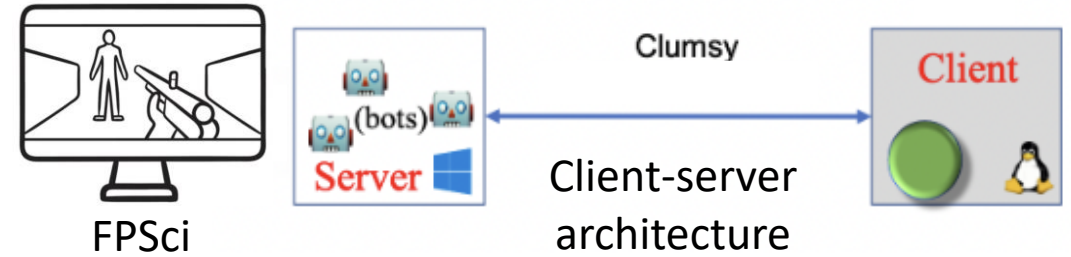 FPSci
(bots)
Server
Clumsy
Client-server
architecture
Client